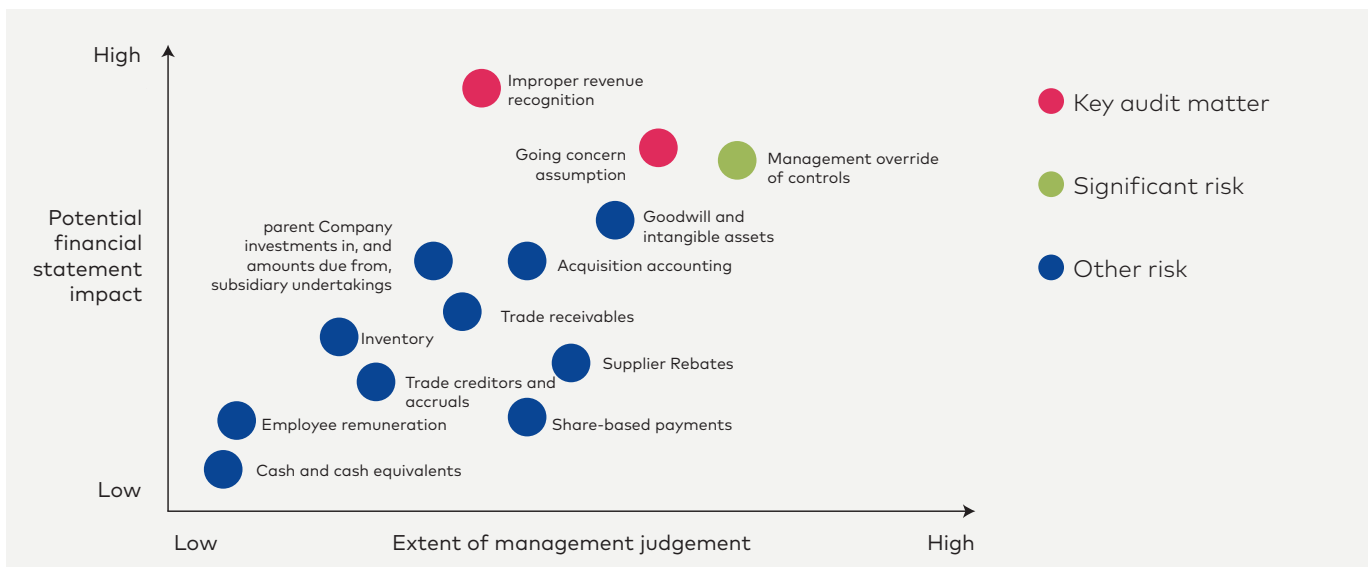 High
Improper revenue
recognition
Key audit matter
Going concern
assumption
Management override
of controls
Significant risk
Potential
financial
statement
impact
parent Company
investments in, and
amounts due from,
subsidiary undertakings
Goodwill and
intangible assets
Acquisition accounting
Other risk
Trade receivables
Inventory
Supplier Rebates
Trade creditors and
accruals
Employee remuneration
Share-based payments
Cash and cash equivalents
Low
Low
Extent of management judgement
High